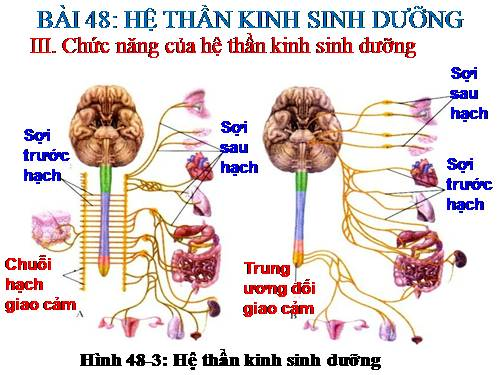 BÀI 48: HỆ THẦN KINH SINH DƯỠNG
III. Chức năng của hệ thần kinh sinh dưỡng
Sợi
trước
hạch
Sợi
sau
hạch
Chuỗi
hạch
giao cảm
A
Sợi
sau
hạch
Sợi
trước
hạch
Trung
ương đối
giao cảm
B
Hình 48-3: Hệ thần kinh sinh dưỡng